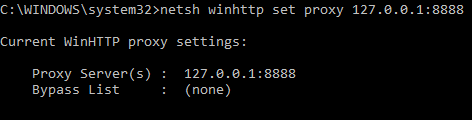 C:\WINDOWS\system32>netsh winhttp set proxy 127.0.0.1:8888
Current WinHTTP proxy settings:
Proxy Server(s) :  127.0.0.1:8888
Bypass List     :  (none)